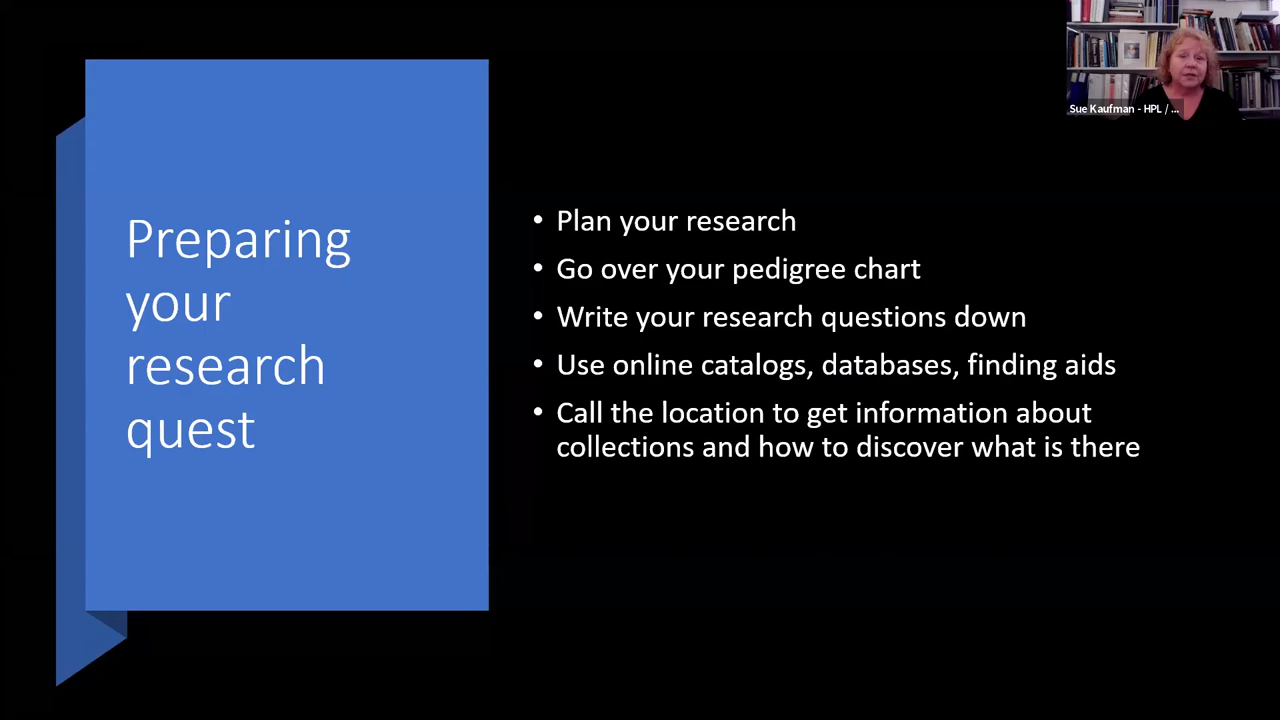 Sue Kaufman - HPL / ...
Preparing
your
research
quest
• Plan your research
• Go over your pedigree chart
• Write your research questions down
• Use online catalogs, databases, finding aids
• Call the location to get information about
collections and how to discover what is there